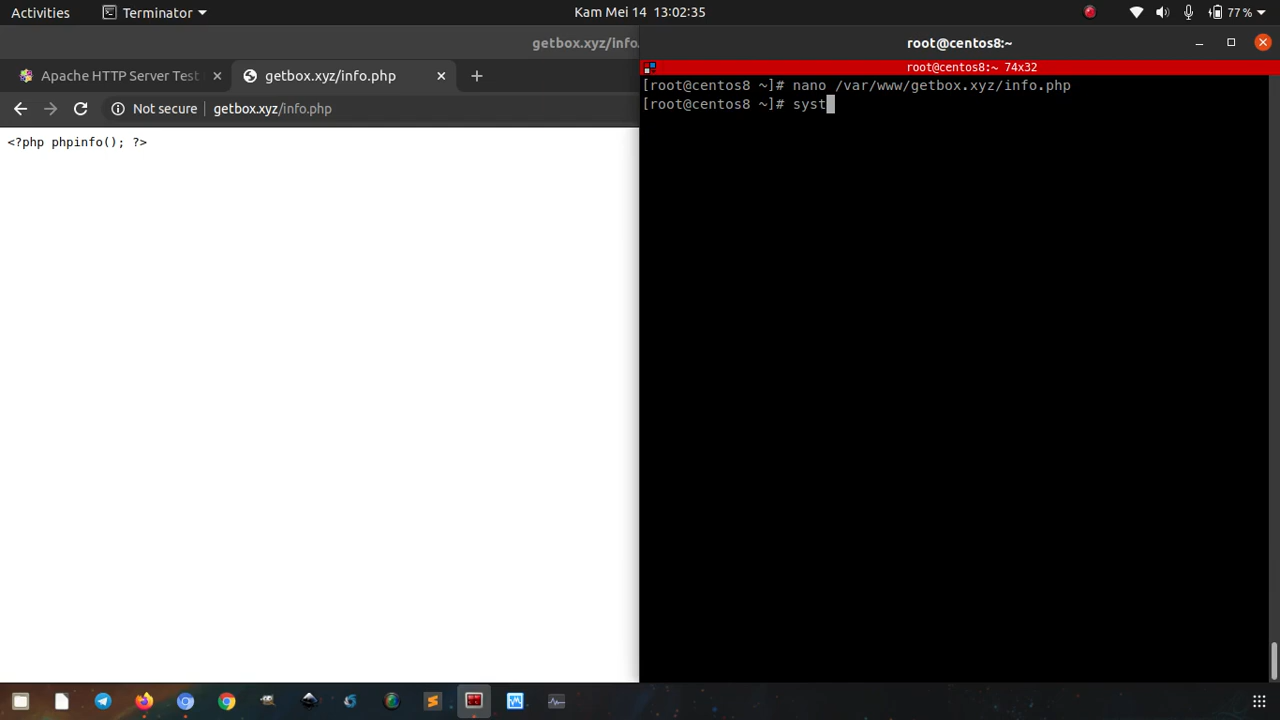 Activities
Terminator
Kam Mei 14 13:02:35
77 %
getbox.xyz/info.
Apache HTTP Server Test
getbox.xyz/info.php
Not secure
getbox.xyz/info.php
<?php phpinfo(); ?>
root@centos8:~
root@centos8:~ 74x32
[root@centos8 ~]# nano /var/www/getbox.xyz/info.php
[root@centos8 ~]# syst